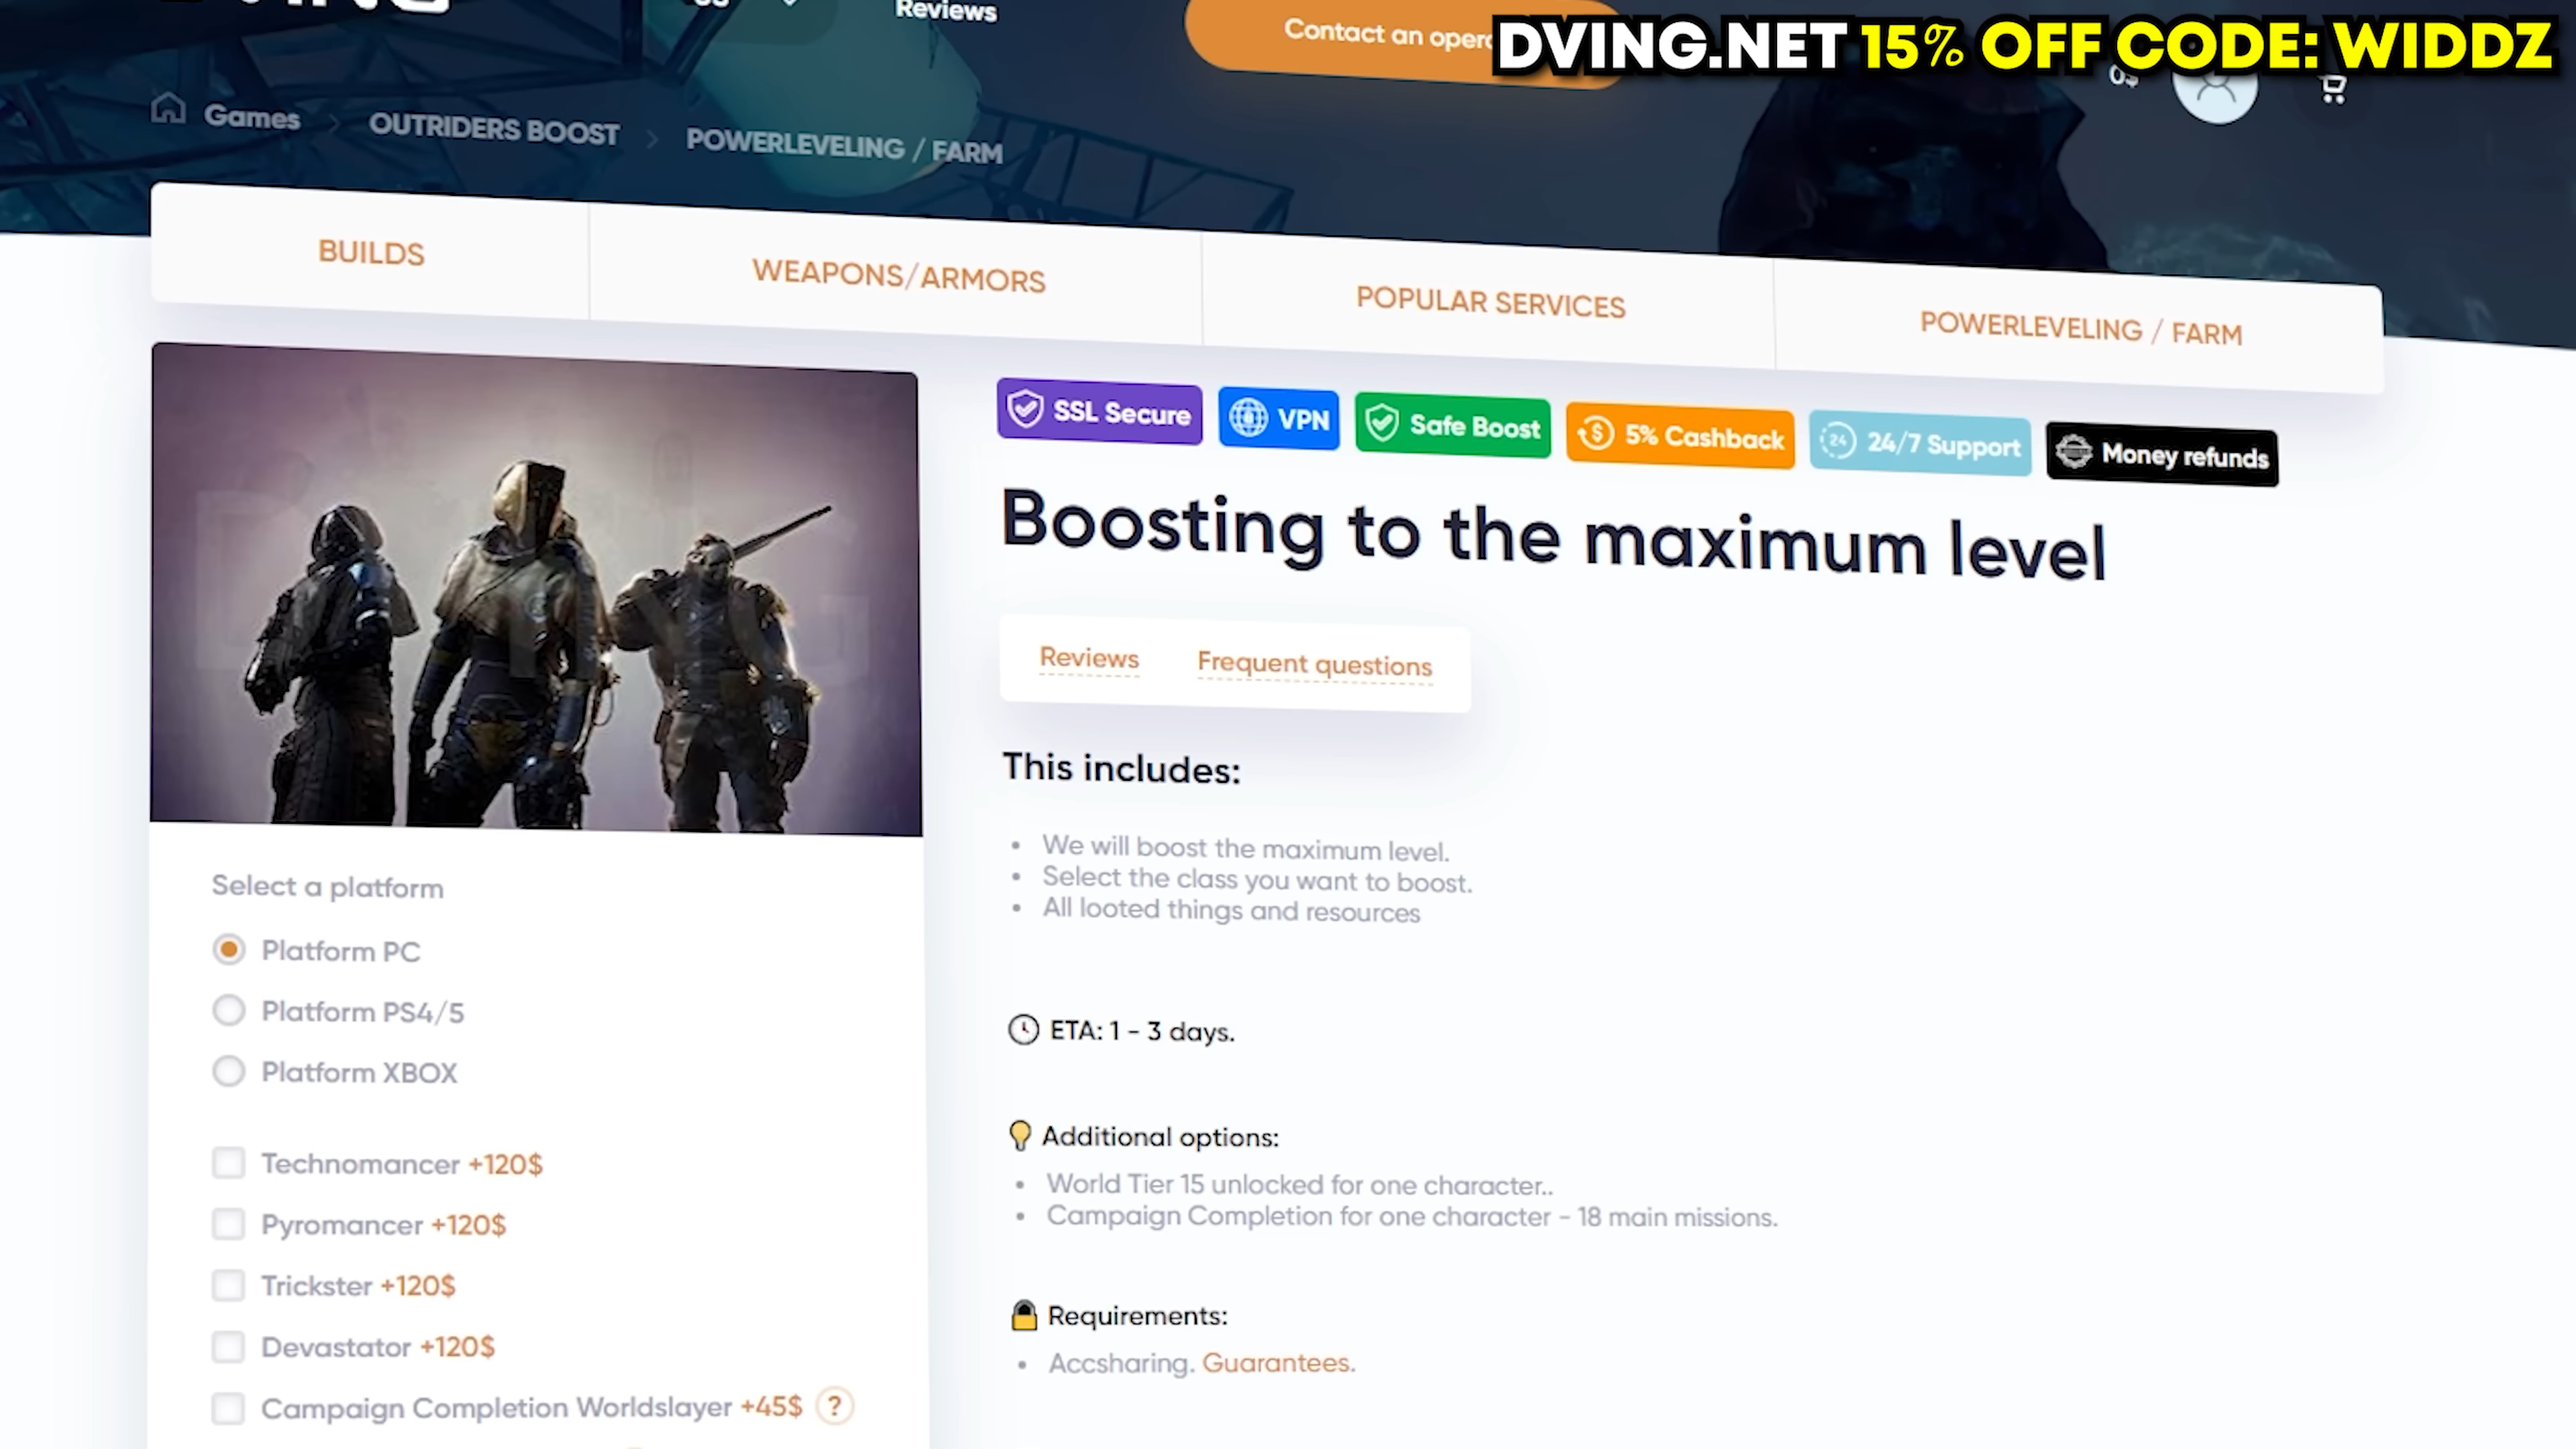 Reviews
Contact an oper
DVING.NET 15% OFF CODE: WIDDZ
Games > OUTRIDERS BOOST > POWERLEVELING / FARM
BUILDS
WEAPONS/ARMORS
POPULAR SERVICES
POWERLEVELING / FARM
SSL Secure
VPN
Safe Boost
5% Cashback
24/7 Support
Money refunds
Boosting to the maximum level
Reviews
Frequent questions
This includes:
• We will boost the maximum level.
• Select the class you want to boost.
• All looted things and resources
ETA: 1 - 3 days.
Additional options:
• World Tier 15 unlocked for one character..
• Campaign Completion for one character - 18 main missions.
Requirements:
• Accsharing. Guarantees.
DVING
Select a platform
Platform PC
Platform PS4/5
Platform XBOX
Technomancer +120$
Pyromancer +120$
Trickster +120$
Devastator +120$
Campaign Completion Worldslayer +45$ ?